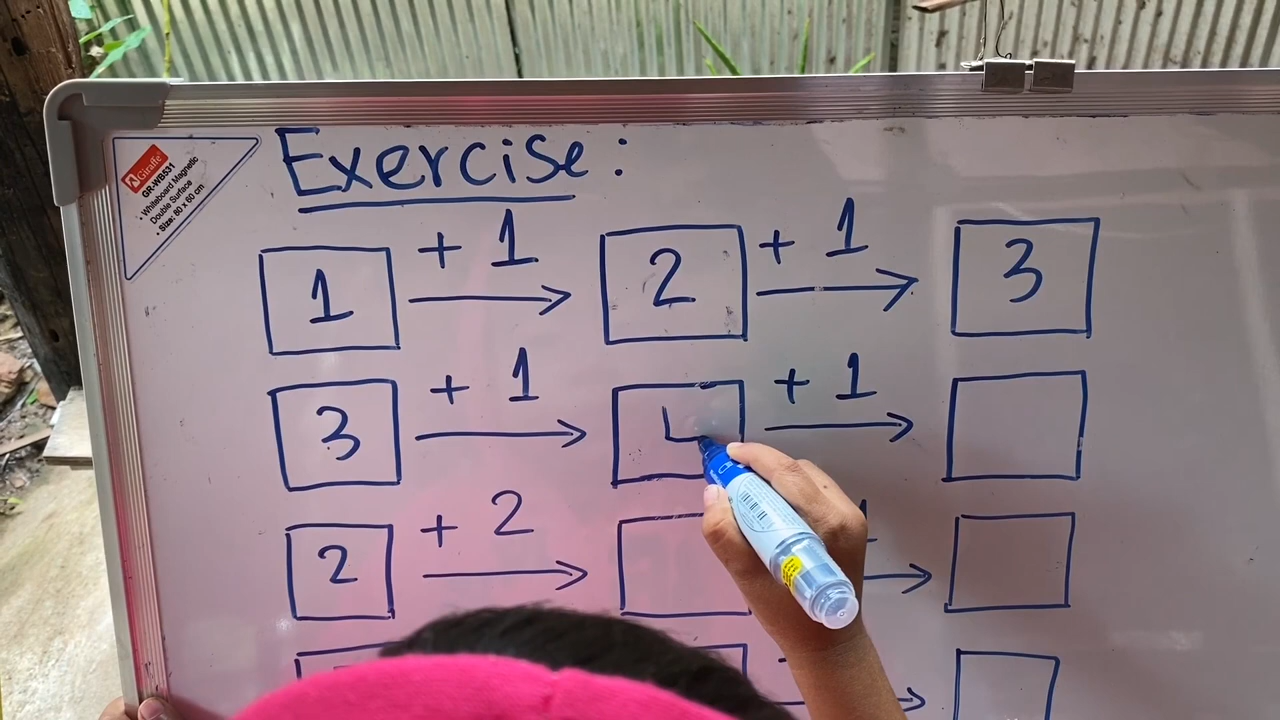 Giraffe
GR-WB531
• Whiteboard Magnetic
Double Surface
• Size: 80 x 60 cm
Exercise:
1 + 1 → 2 + 1 → 3
3 + 1 → + 1 →
2 + 2 → →